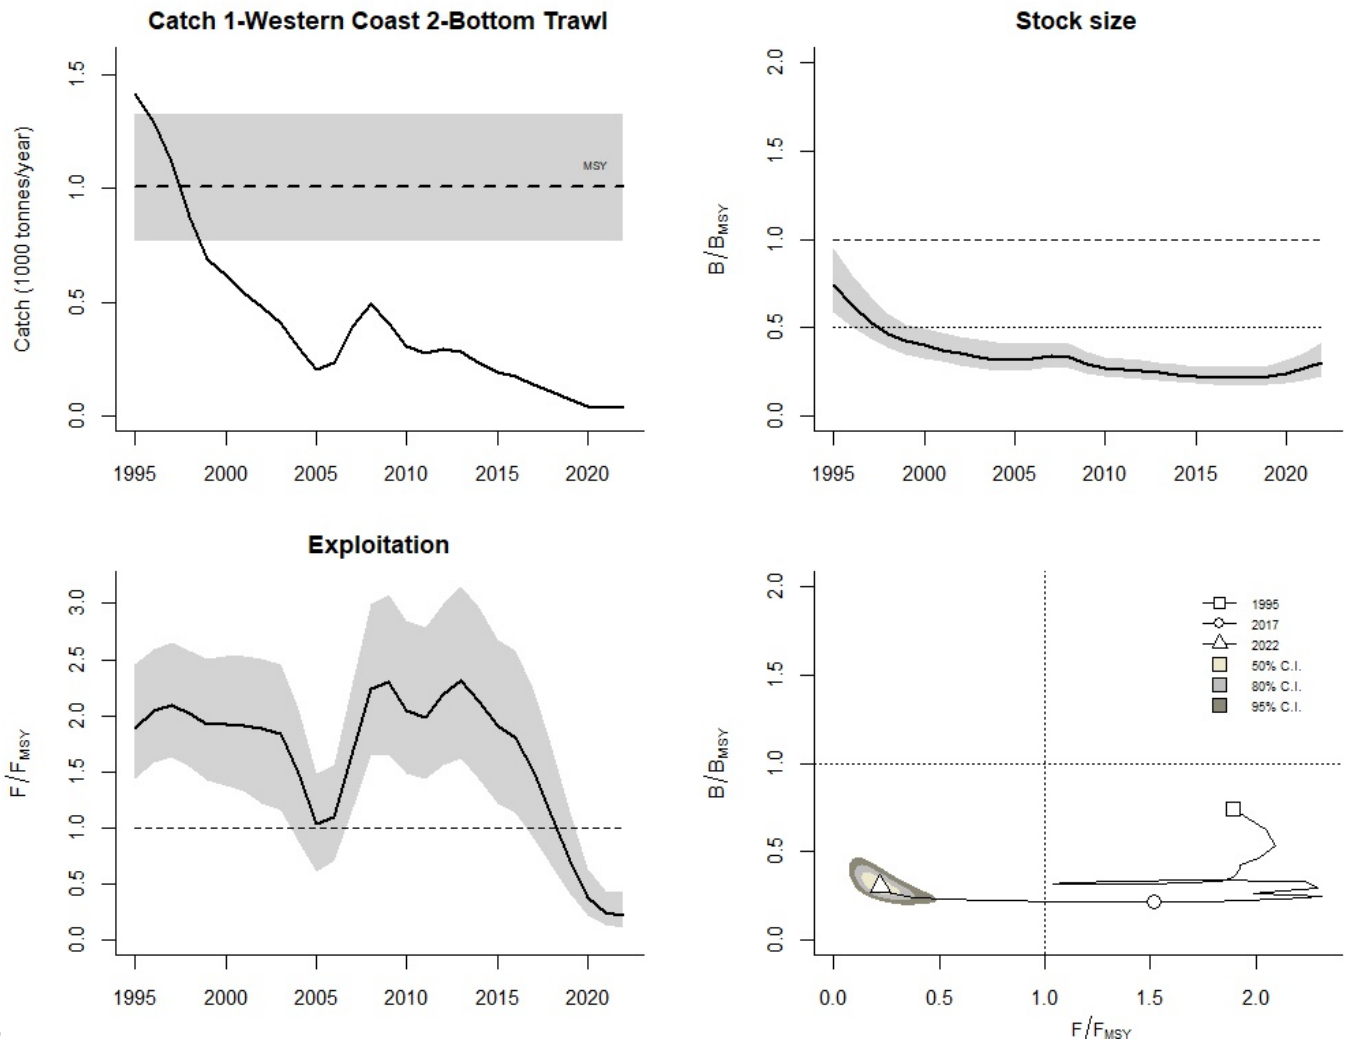 Catch 1-Western Coast 2-Bottom Trawl
Catch (1000 tonnes/year)
1.5
1.0
0.5
0.0
MSY
1995 2000 2005 2010 2015 2020
Stock size
B/B_MSY
2.0
1.5
1.0
0.5
0.0
1995 2000 2005 2010 2015 2020
Exploitation
F/F_MSY
3.0
2.5
2.0
1.5
1.0
0.5
0.0
1995 2000 2005 2010 2015 2020
B/B_MSY
2.0
1.5
1.0
0.5
0.0
1995
2017
2022
50% C.I.
80% C.I.
95% C.I.
0.0 0.5 1.0 1.5 2.0
F/F_MSY